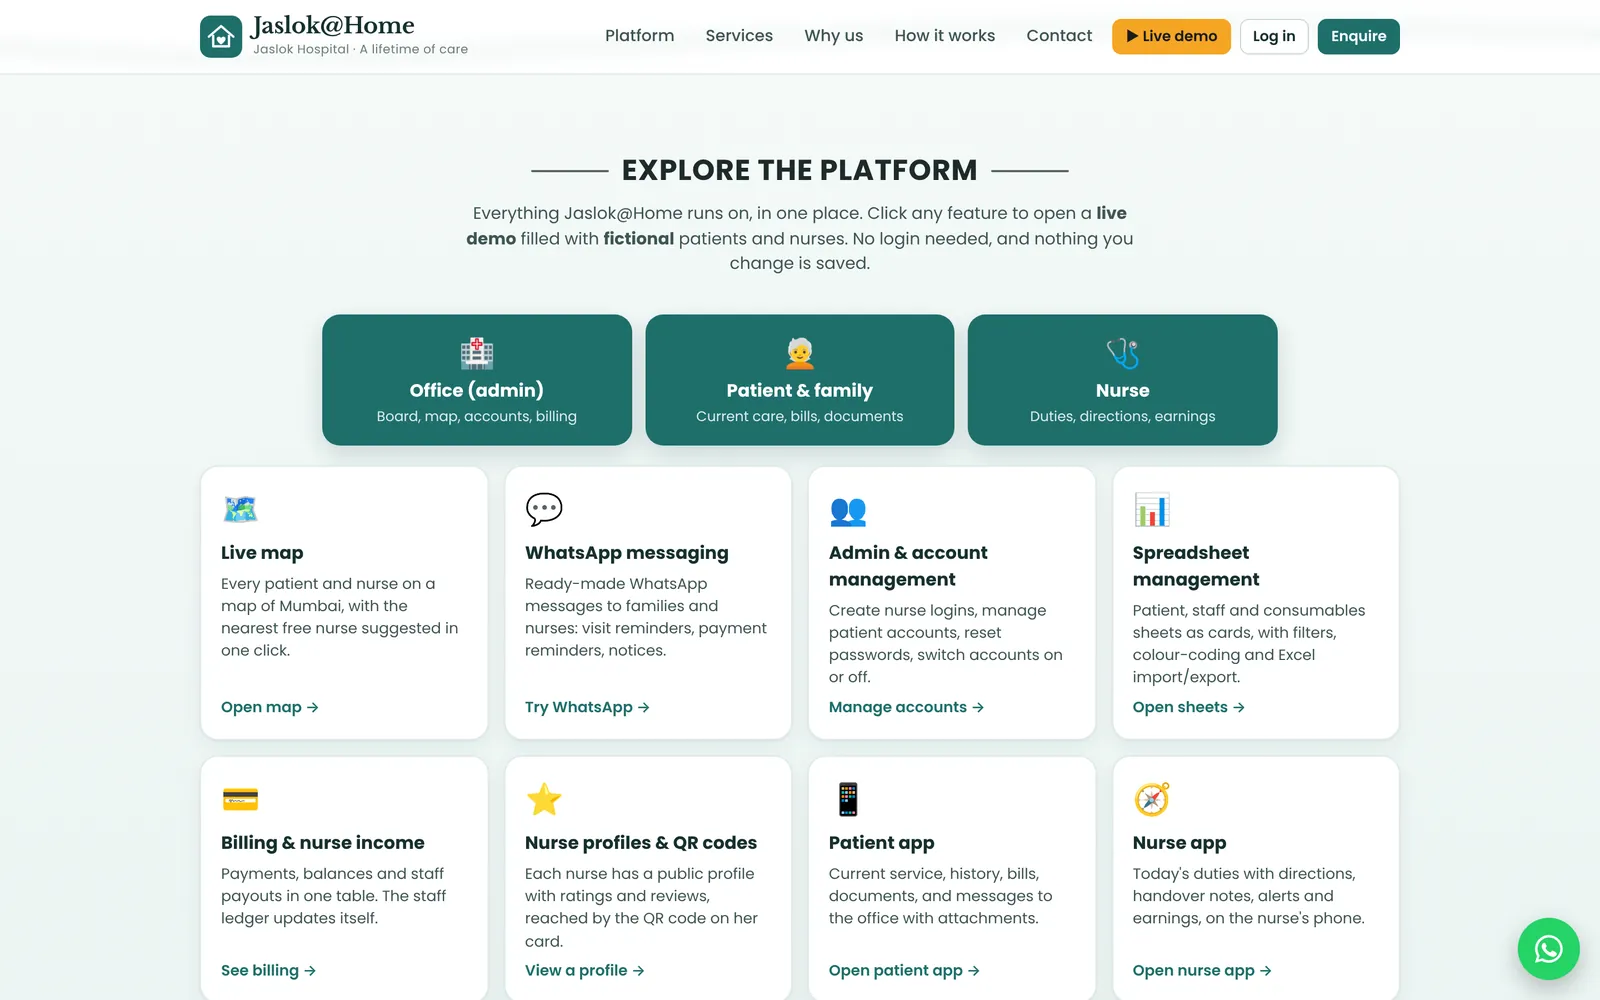 Jaslok@Home
Jaslok Hospital · A lifetime of care
Platform
Services
Why us
How it works
Contact
▶ Live demo
Log in
Enquire
EXPLORE THE PLATFORM
Everything Jaslok@Home runs on, in one place. Click any feature to open a live
demo filled with fictional patients and nurses. No login needed, and nothing you
change is saved.
Office (admin)
Board, map, accounts, billing
Patient & family
Current care, bills, documents
Nurse
Duties, directions, earnings
Live map
Every patient and nurse on a
map of Mumbai, with the
nearest free nurse suggested in
one click.
Open map →
WhatsApp messaging
Ready-made WhatsApp
messages to families and
nurses: visit reminders, payment
reminders, notices.
Try WhatsApp →
Admin & account
management
Create nurse logins, manage
patient accounts, reset
passwords, switch accounts on
or off.
Manage accounts →
Spreadsheet
management
Patient, staff and consumables
sheets as cards, with filters,
colour-coding and Excel
import/export.
Open sheets →
Billing & nurse income
Payments, balances and staff
payouts in one table. The staff
ledger updates itself.
See billing →
Nurse profiles & QR codes
Each nurse has a public profile
with ratings and reviews,
reached by the QR code on her
card.
View a profile →
Patient app
Current service, history, bills,
documents, and messages to
the office with attachments.
Open patient app →
Nurse app
Today's duties with directions,
handover notes, alerts and
earnings, on the nurse's phone.
Open nurse app →